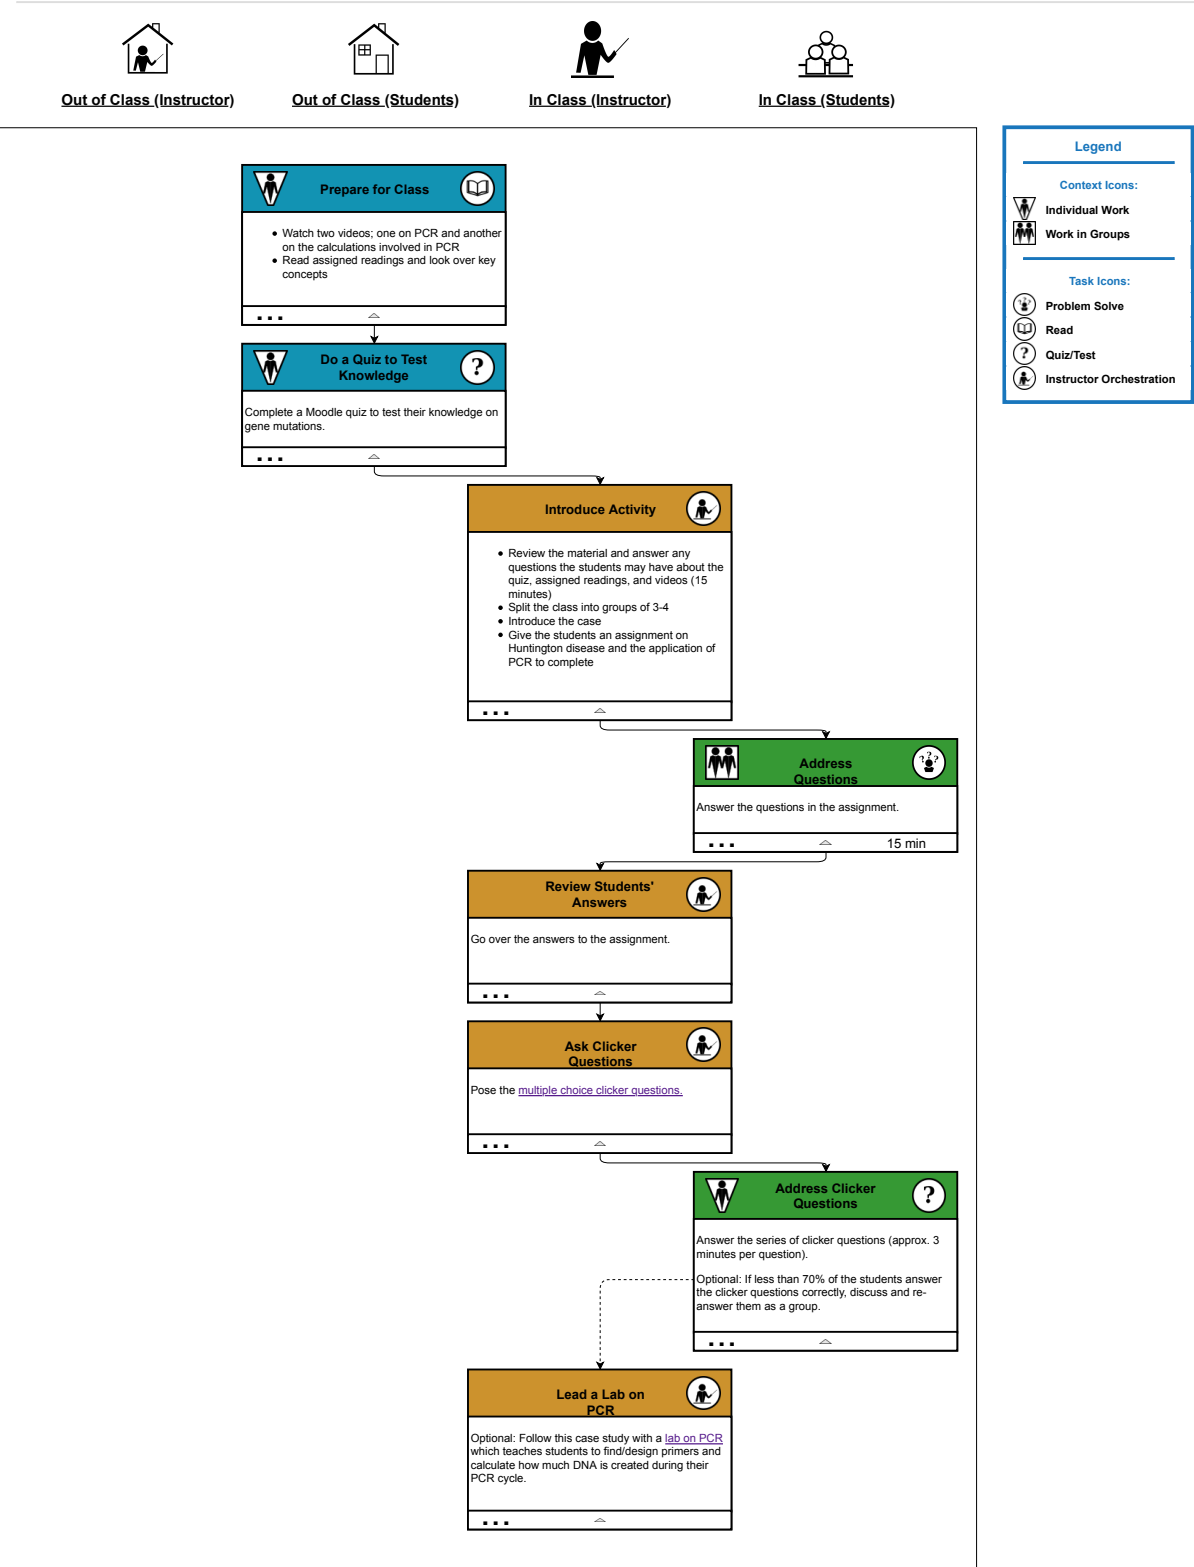 Out of Class (Instructor)
Out of Class (Students)
In Class (Instructor)
In Class (Students)
Legend
Context Icons:
Individual Work
Work in Groups
Task Icons:
Problem Solve
Read
Quiz/Test
Instructor Orchestration
Prepare for Class
• Watch two videos; one on PCR and another
on the calculations involved in PCR
• Read assigned readings and look over key
concepts
Do a Quiz to Test
Knowledge
?
Complete a Moodle quiz to test their knowledge on
gene mutations.
Introduce Activity
• Review the material and answer any
questions the students may have about the
quiz, assigned readings, and videos (15
minutes)
• Split the class into groups of 3-4
• Introduce the case
• Give the students an assignment on
Huntington disease and the application of
PCR to complete
Address
Questions
Answer the questions in the assignment.
15 min
Review Students'
Answers
Go over the answers to the assignment.
Ask Clicker
Questions
Pose the multiple choice clicker questions.
Address Clicker
Questions
?
Answer the series of clicker questions (approx. 3
minutes per question).
Optional: If less than 70% of the students answer
the clicker questions correctly, discuss and re-
answer them as a group.
Lead a Lab on
PCR
Optional: Follow this case study with a lab on PCR
which teaches students to find/design primers and
calculate how much DNA is created during their
PCR cycle.